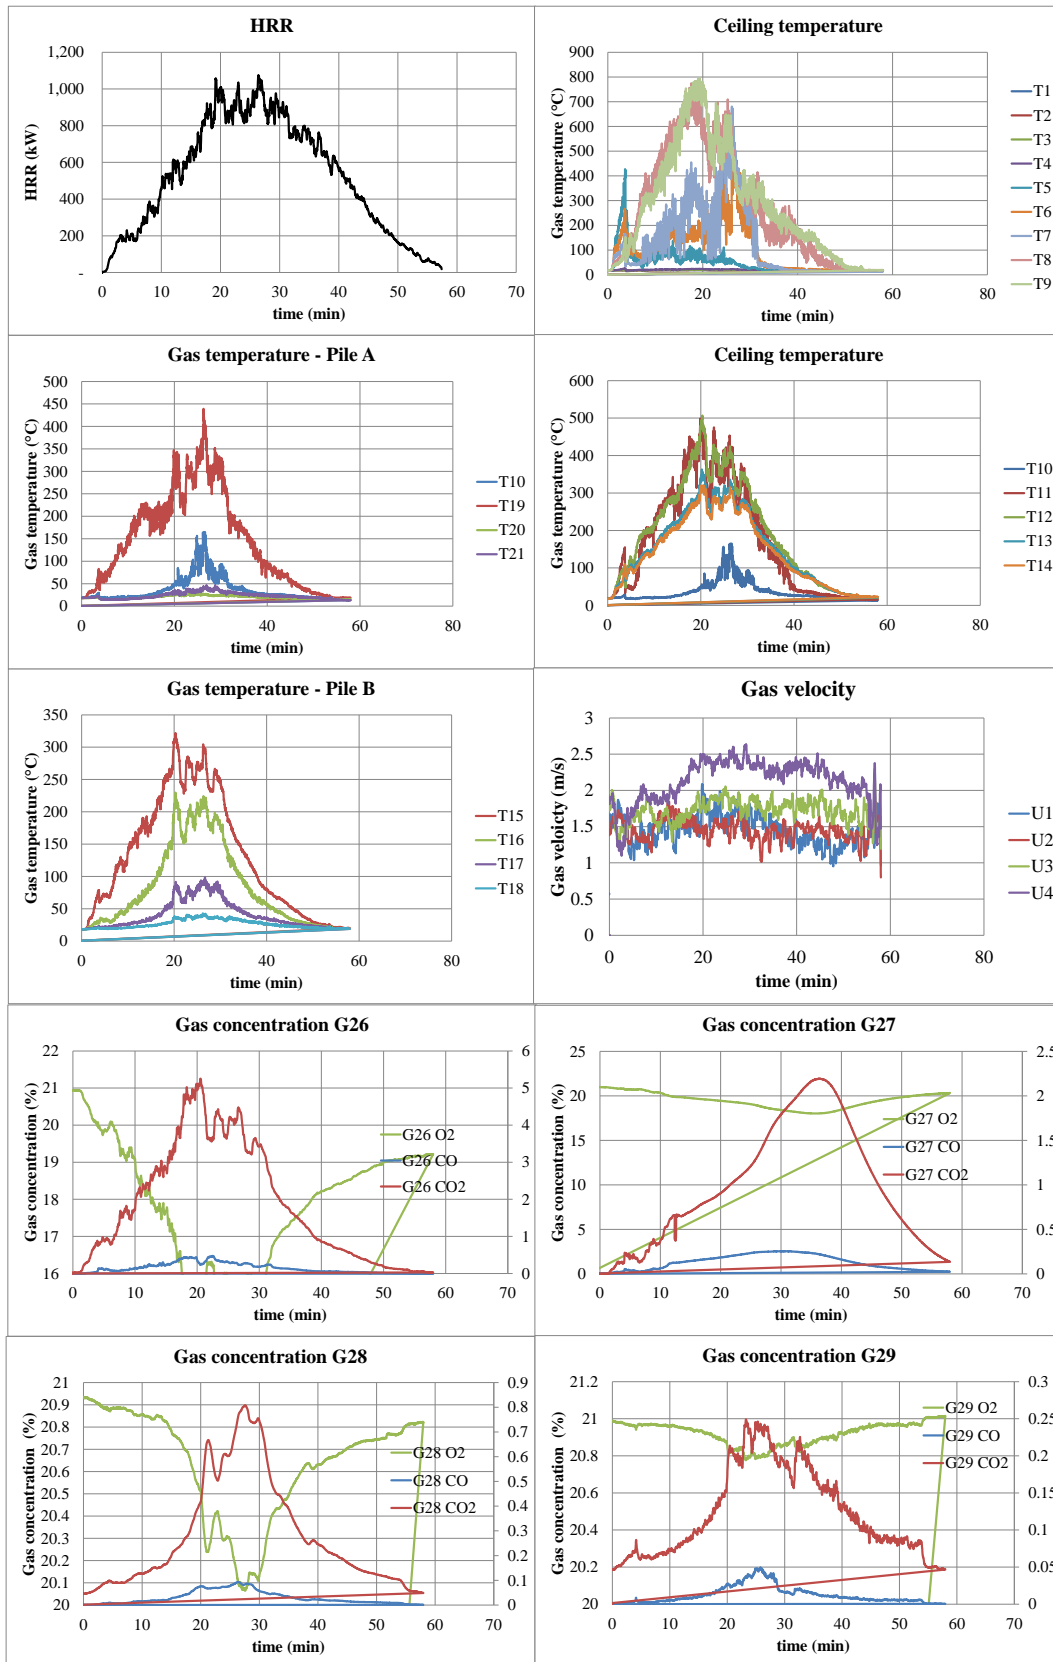 HRR
1,200
1,000
800
600
400
200
-
HRR (kW)
0 10 20 30 40 50 60 70
time (min)
Ceiling temperature
900
800
700
600
500
400
300
200
100
0
Gas temperature (°C)
0 20 40 60 80
time (min)
T1
T2
T3
T4
T5
T6
T7
T8
T9
Gas temperature - Pile A
500
450
400
350
300
250
200
150
100
50
0
Gas temperature (°C)
0 20 40 60 80
time (min)
T10
T19
T20
T21
Ceiling temperature
600
500
400
300
200
100
0
Gas temperature (°C)
0 20 40 60 80
time (min)
T10
T11
T12
T13
T14
Gas temperature - Pile B
350
300
250
200
150
100
50
0
Gas temperature (°C)
0 20 40 60 80
time (min)
T15
T16
T17
T18
Gas velocity
3
2.5
2
1.5
1
0.5
0
Gas veloicty (m/s)
0 20 40 60 80
time (min)
U1
U2
U3
U4
Gas concentration G26
22
21
20
19
18
17
16
Gas concentration (%)
6
5
4
3
2
1
0
0 10 20 30 40 50 60 70
time (min)
G26 O2
G26 CO
G26 CO2
Gas concentration G27
25
20
15
10
5
0
Gas concentration (%)
2.5
2
1.5
1
0.5
0
0 10 20 30 40 50 60 70
time (min)
G27 O2
G27 CO
G27 CO2
Gas concentration G28
21
20.9
20.8
20.7
20.6
20.5
20.4
20.3
20.2
20.1
20
Gas concentration (%)
0.9
0.8
0.7
0.6
0.5
0.4
0.3
0.2
0.1
0
0 10 20 30 40 50 60 70
time (min)
G28 O2
G28 CO
G28 CO2
Gas concentration G29
21.2
21
20.8
20.6
20.4
20.2
20
Gas concentration (%)
0.3
0.25
0.2
0.15
0.1
0.05
0
0 10 20 30 40 50 60 70
time (min)
G29 O2
G29 CO
G29 CO2